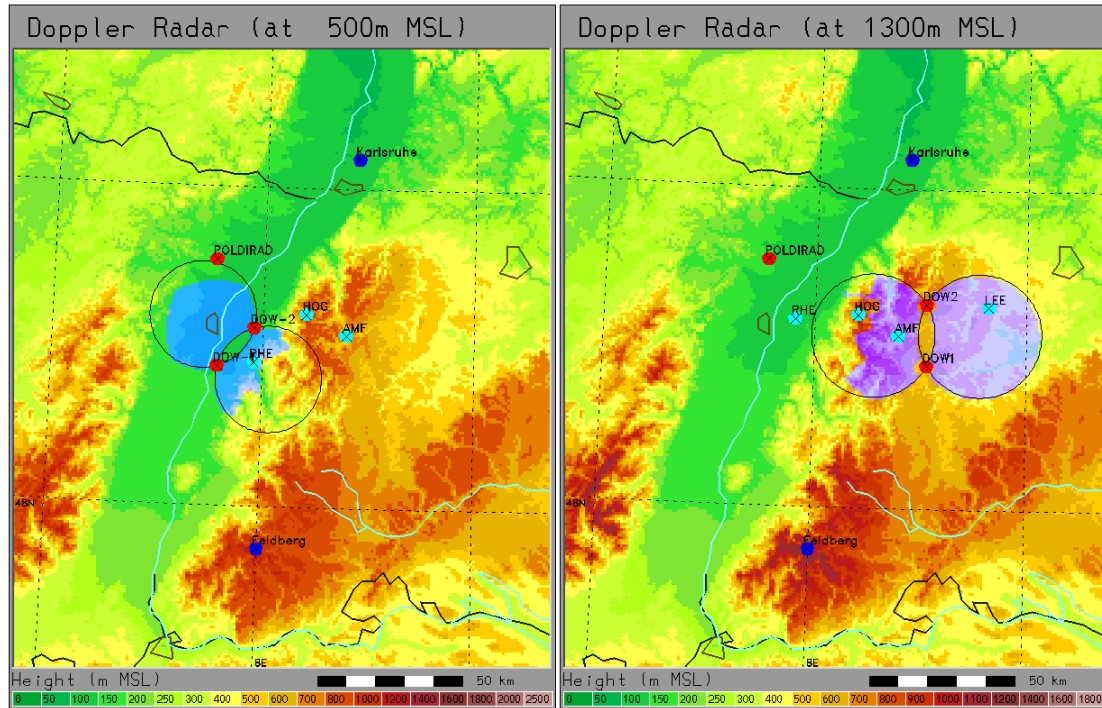 Doppler Radar (at 500m MSL)
Karlsruhe
POLDIRAD
HOG
DOW-2
AMF
RHE
48N
Feldberg
8E
Height (m MSL)
50 km
0 50 100 150 200 250 300 400 500 600 700 800 1000 1200 1400 1600 1800 2000 2500
Doppler Radar (at 1300m MSL)
Karlsruhe
POLDIRAD
DOW2
LEE
RHE
HOG
AMF
DOW1
48N
Feldberg
8E
Height (m MSL)
50 km
0 50 100 150 200 250 300 400 500 600 700 800 900 1000 1100 1200 1400 1600 1800